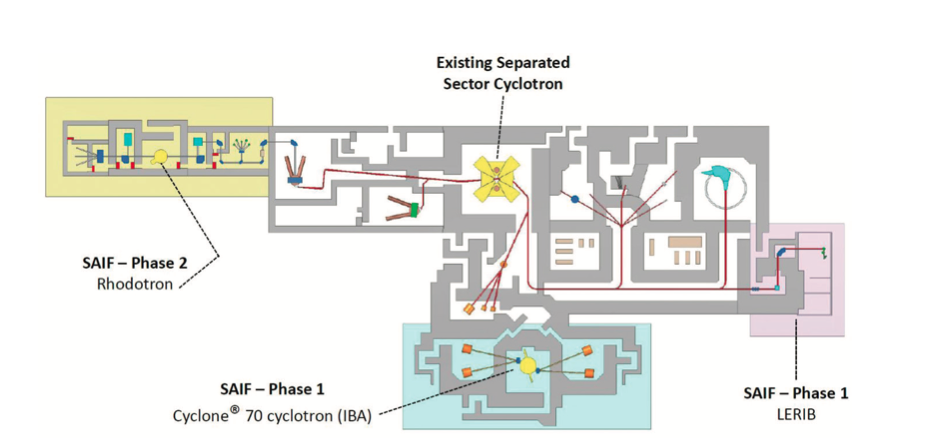 Existing Separated
Sector Cyclotron
SAIF – Phase 2
Rhodotron
SAIF – Phase 1
Cyclone® 70 cyclotron (IBA)
SAIF – Phase 1
LERIB